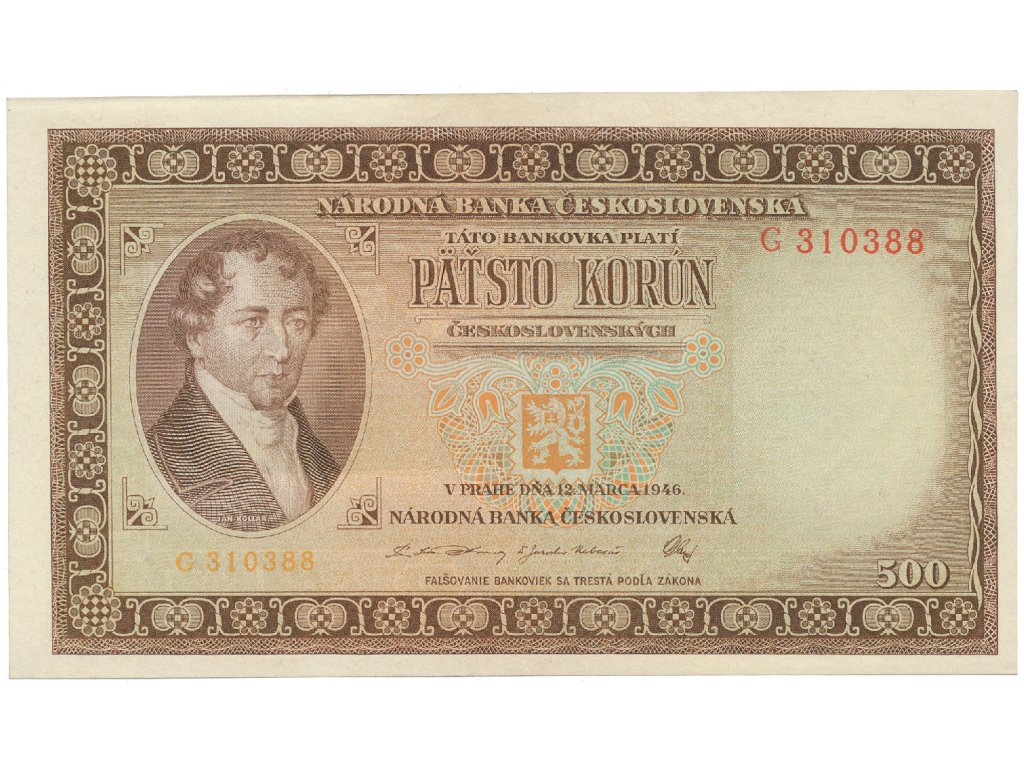 NÁRODNÁ BANKA ČESKOSLOVENSKÁ
TÁTO BANKOVKA PLATÍ
G 310388
PÄŤSTO KORÚN
ČESKOSLOVENSKÝCH
V PRAHE DŇA 12. MARCA 1946.
JÁN KOLLÁR
NÁRODNÁ BANKA ČESKOSLOVENSKÁ
G 310388
FALŠOVANIE BANKOVIEK SA TRESTÁ PODĽA ZÁKONA
500